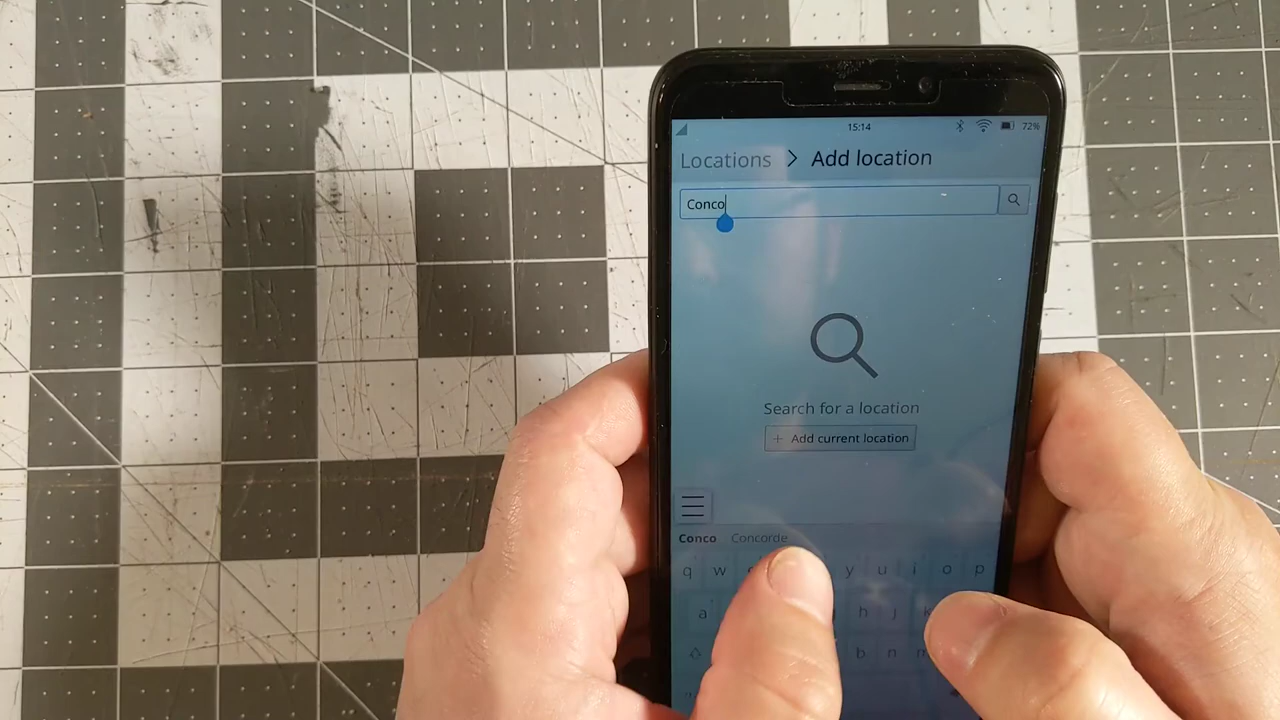 15:14 72%
Locations > Add location
Conco
Search for a location
+ Add current location
Conco Concorde
q w y u i o p
a h j k
b n